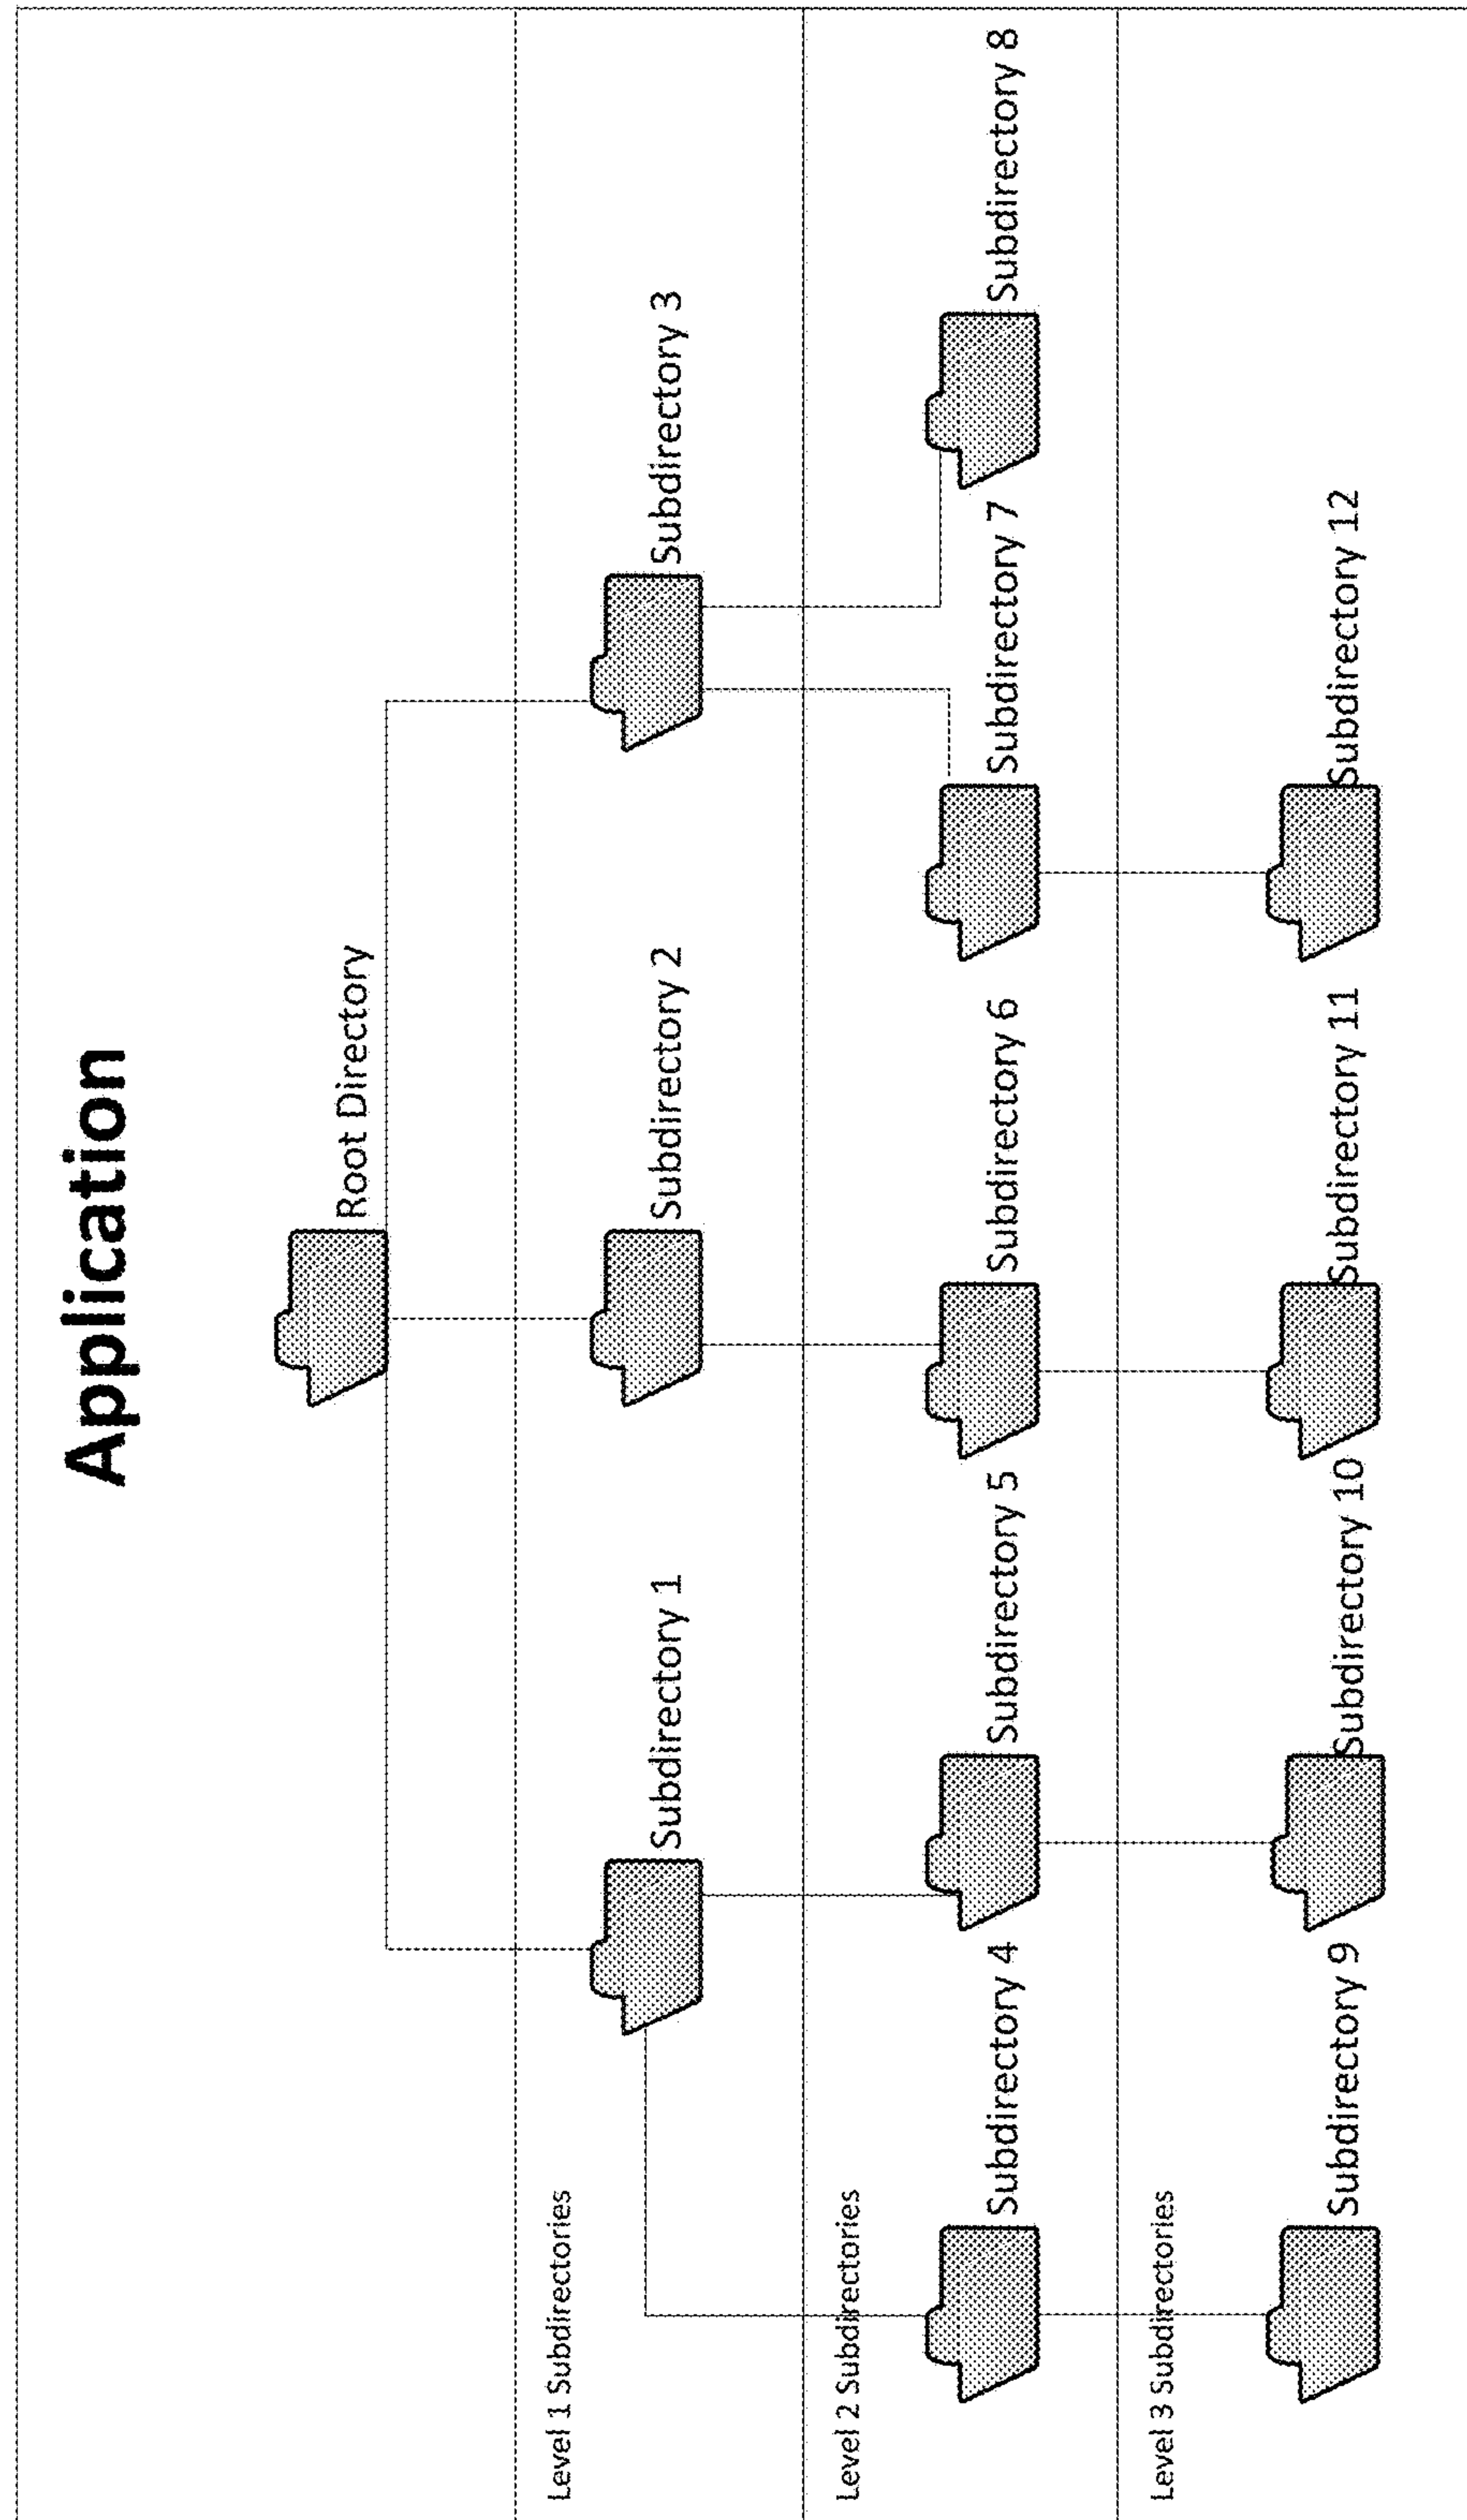 Application
Root Directory
Level 1 Subdirectories
Subdirectory 1
Subdirectory 2
Subdirectory 3
Level 2 Subdirectories
Subdirectory 4
Subdirectory 5
Subdirectory 6
Subdirectory 7
Subdirectory 8
Level 3 Subdirectories
Subdirectory 9
Subdirectory 10
Subdirectory 11
Subdirectory 12